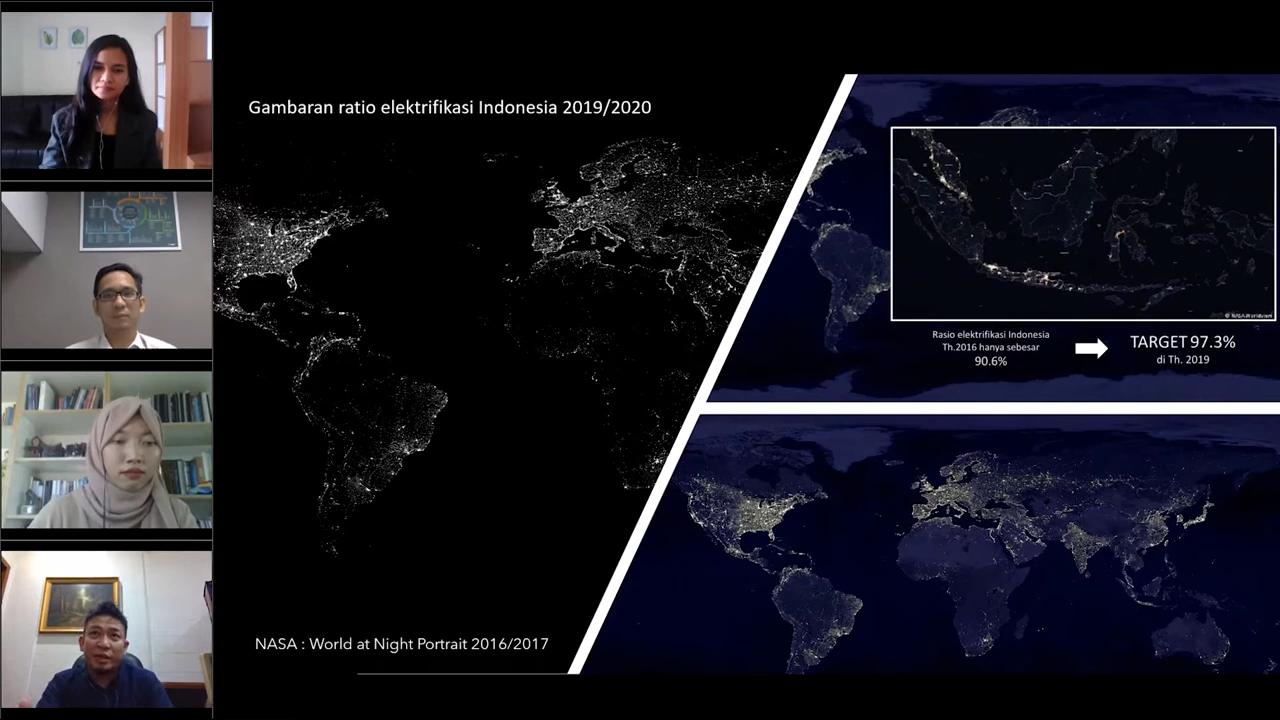 Gambaran ratio elektrifikasi Indonesia 2019/2020
Rasio elektrifikasi Indonesia
Th.2016 hanya sebesar
90.6%
TARGET 97.3%
di Th. 2019
NASA : World at Night Portrait 2016/2017